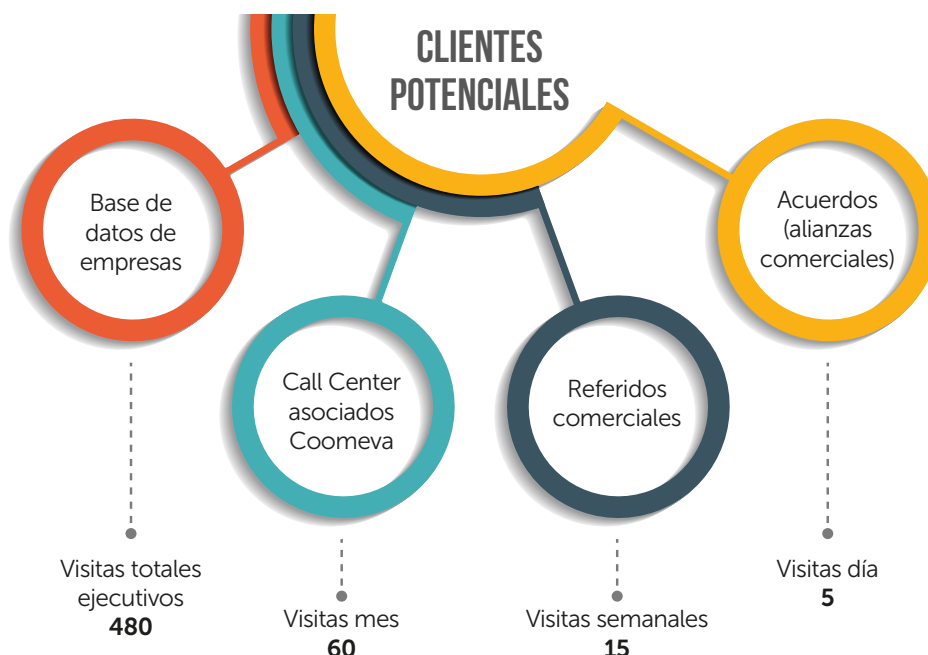 CLIENTES
POTENCIALES
Base de
datos de
empresas
Call Center
asociados
Coomeva
Referidos
comerciales
Acuerdos
(alianzas
comerciales)
Visitas totales
ejecutivos
480
Visitas mes
60
Visitas semanales
15
Visitas día
5